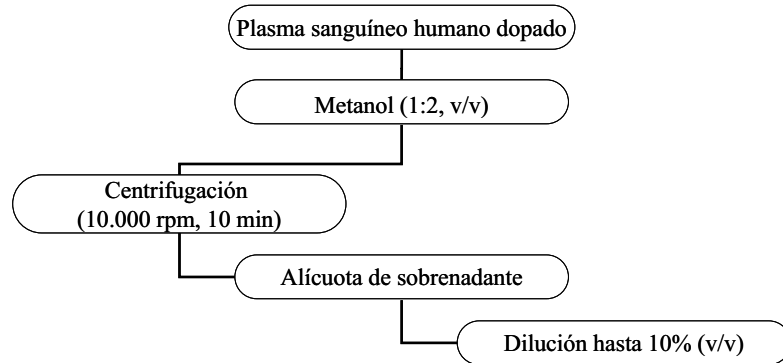 Plasma sanguíneo humano dopado
Metanol (1:2, v/v)
Centrifugación
(10.000 rpm, 10 min)
Alícuota de sobrenadante
Dilución hasta 10% (v/v)